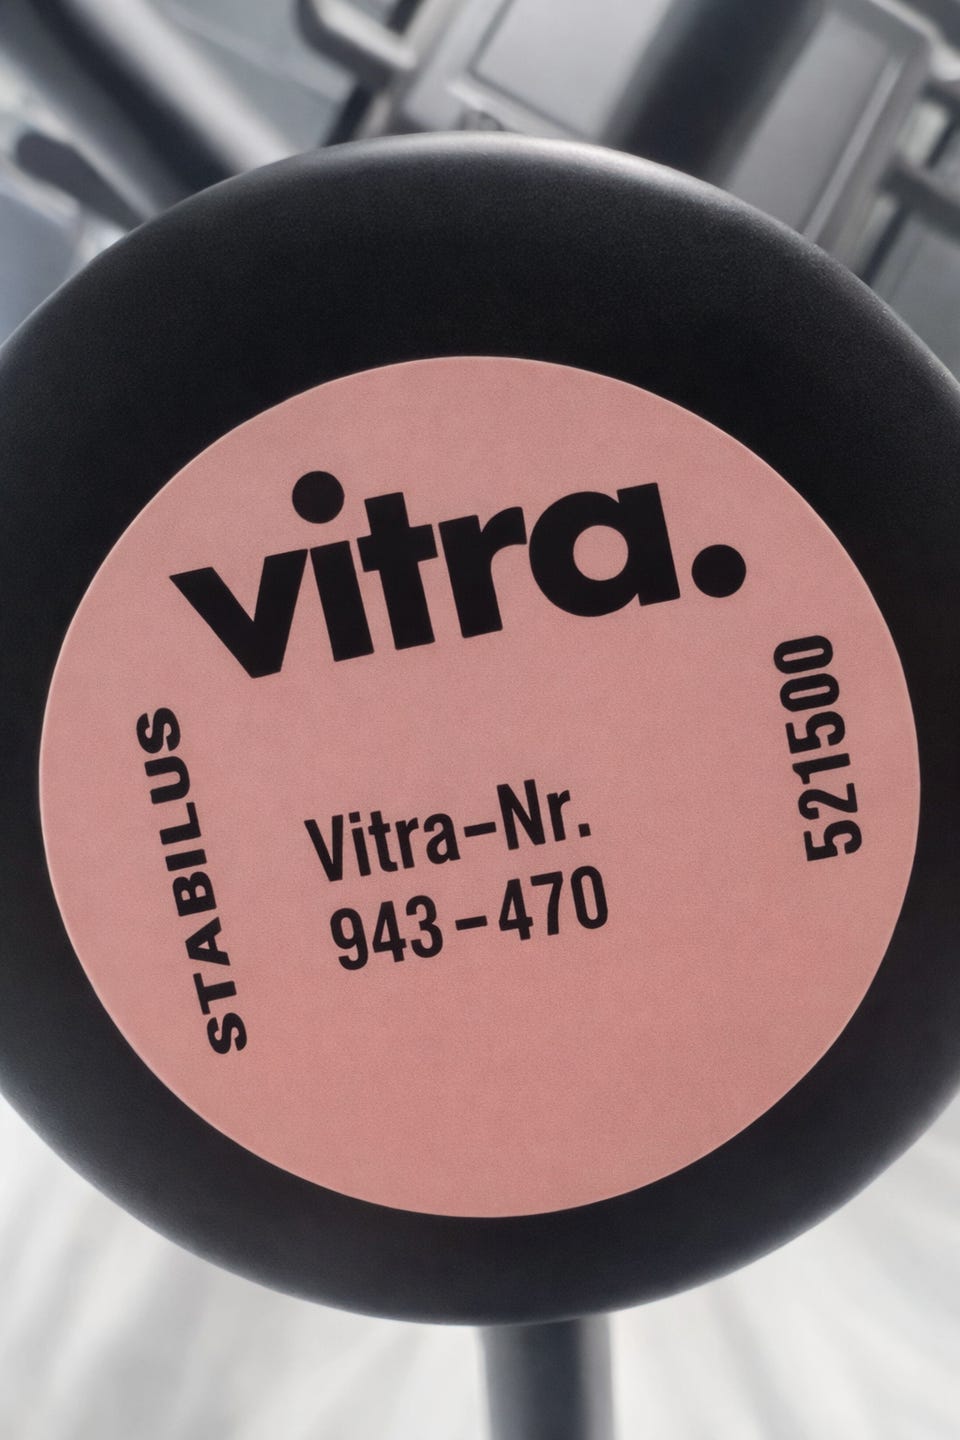 vitra.
STABILUS
Vitra-Nr.
943-470
521500